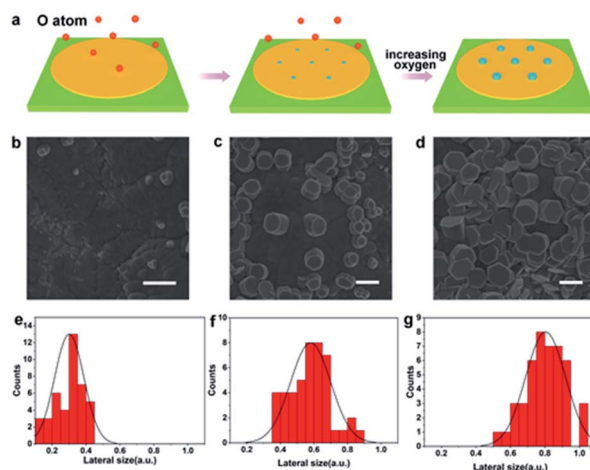 a
O atom
increasing
oxygen
b
c
d
e
14
12
10
8
6
4
2
0
Counts
0.2 0.4 0.6 0.8 1.0
Lateral size(a.u.)
f
10
8
6
4
2
0
Counts
0.2 0.4 0.6 0.8 1.0
Lateral size(a.u.)
g
9
8
7
6
5
4
3
2
1
0
Counts
0.2 0.4 0.6 0.8 1.0
Lateral size(a.u.)